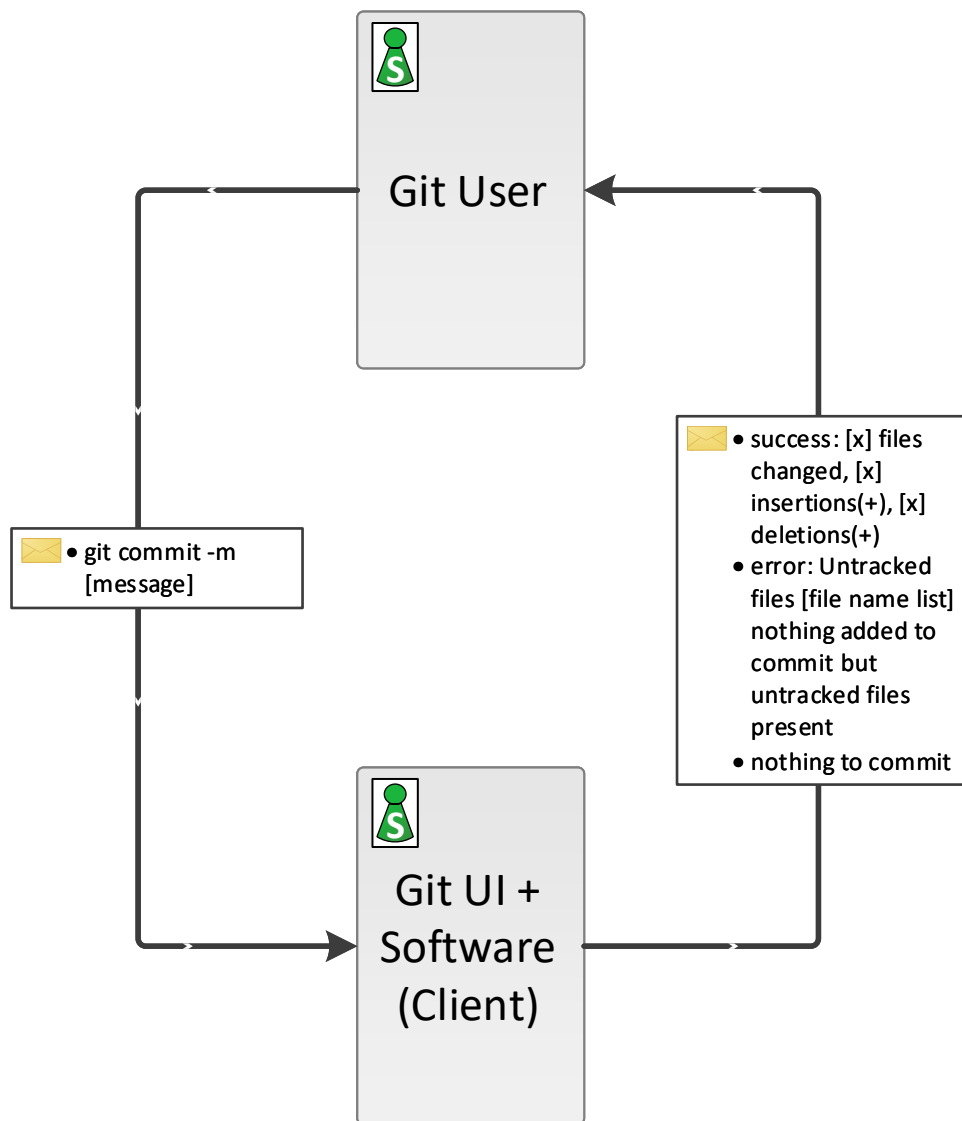 S
Git User
• git commit -m
[message]
• success: [x] files
changed, [x]
insertions(+), [x]
deletions(+)
• error: Untracked
files [file name list]
nothing added to
commit but
untracked files
present
• nothing to commit
S
Git UI +
Software
(Client)